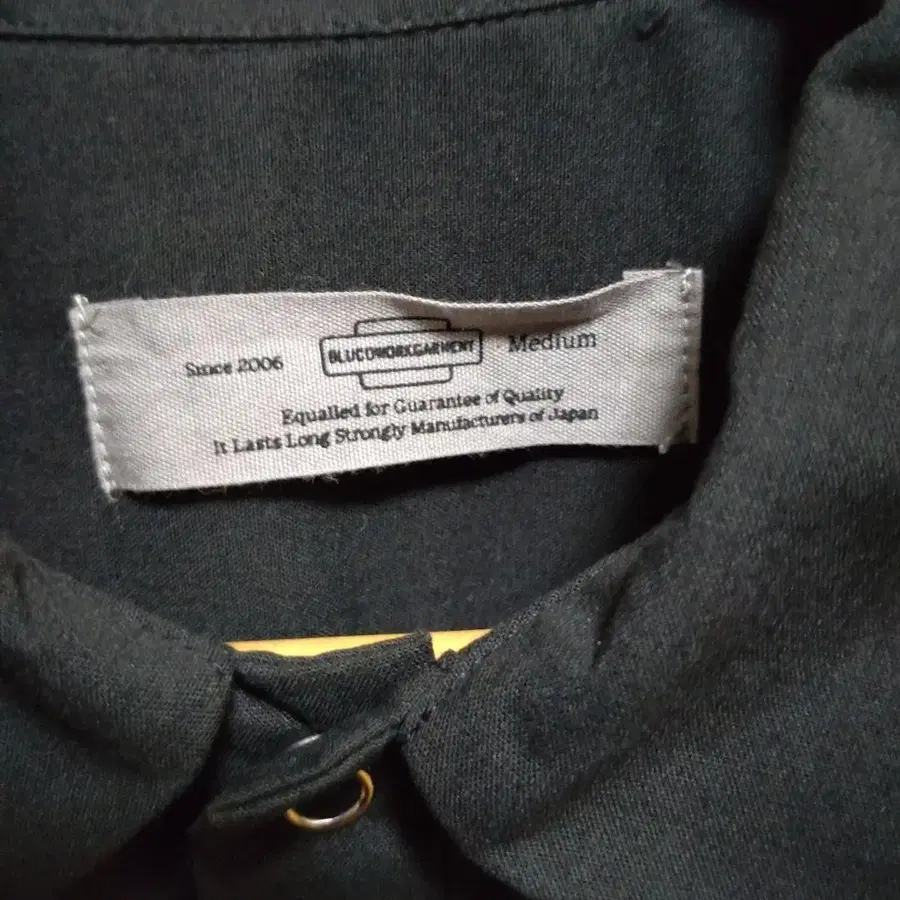 Since 2006 BLUCOWORKGARMENT Medium
Equalled for Guarantee of Quality
It Lasts Long Strongly Manufacturers of Japan